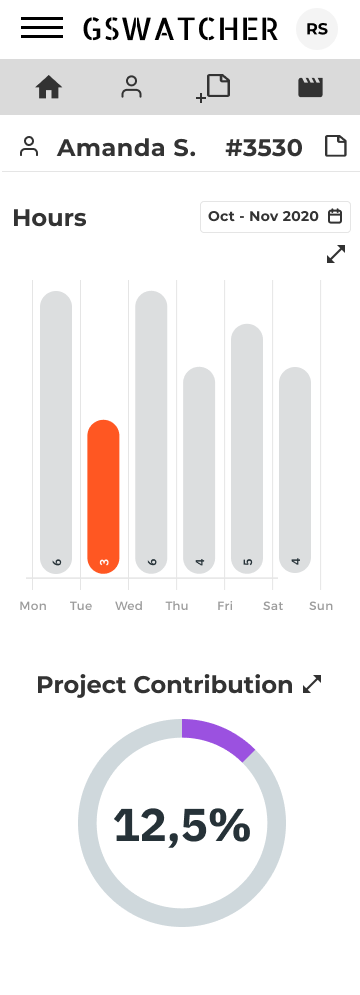 GSWATCHER RS
Amanda S. #3530
Hours Oct - Nov 2020
6 3 6 4 5 4
Mon Tue Wed Thu Fri Sat Sun
Project Contribution
12,5%